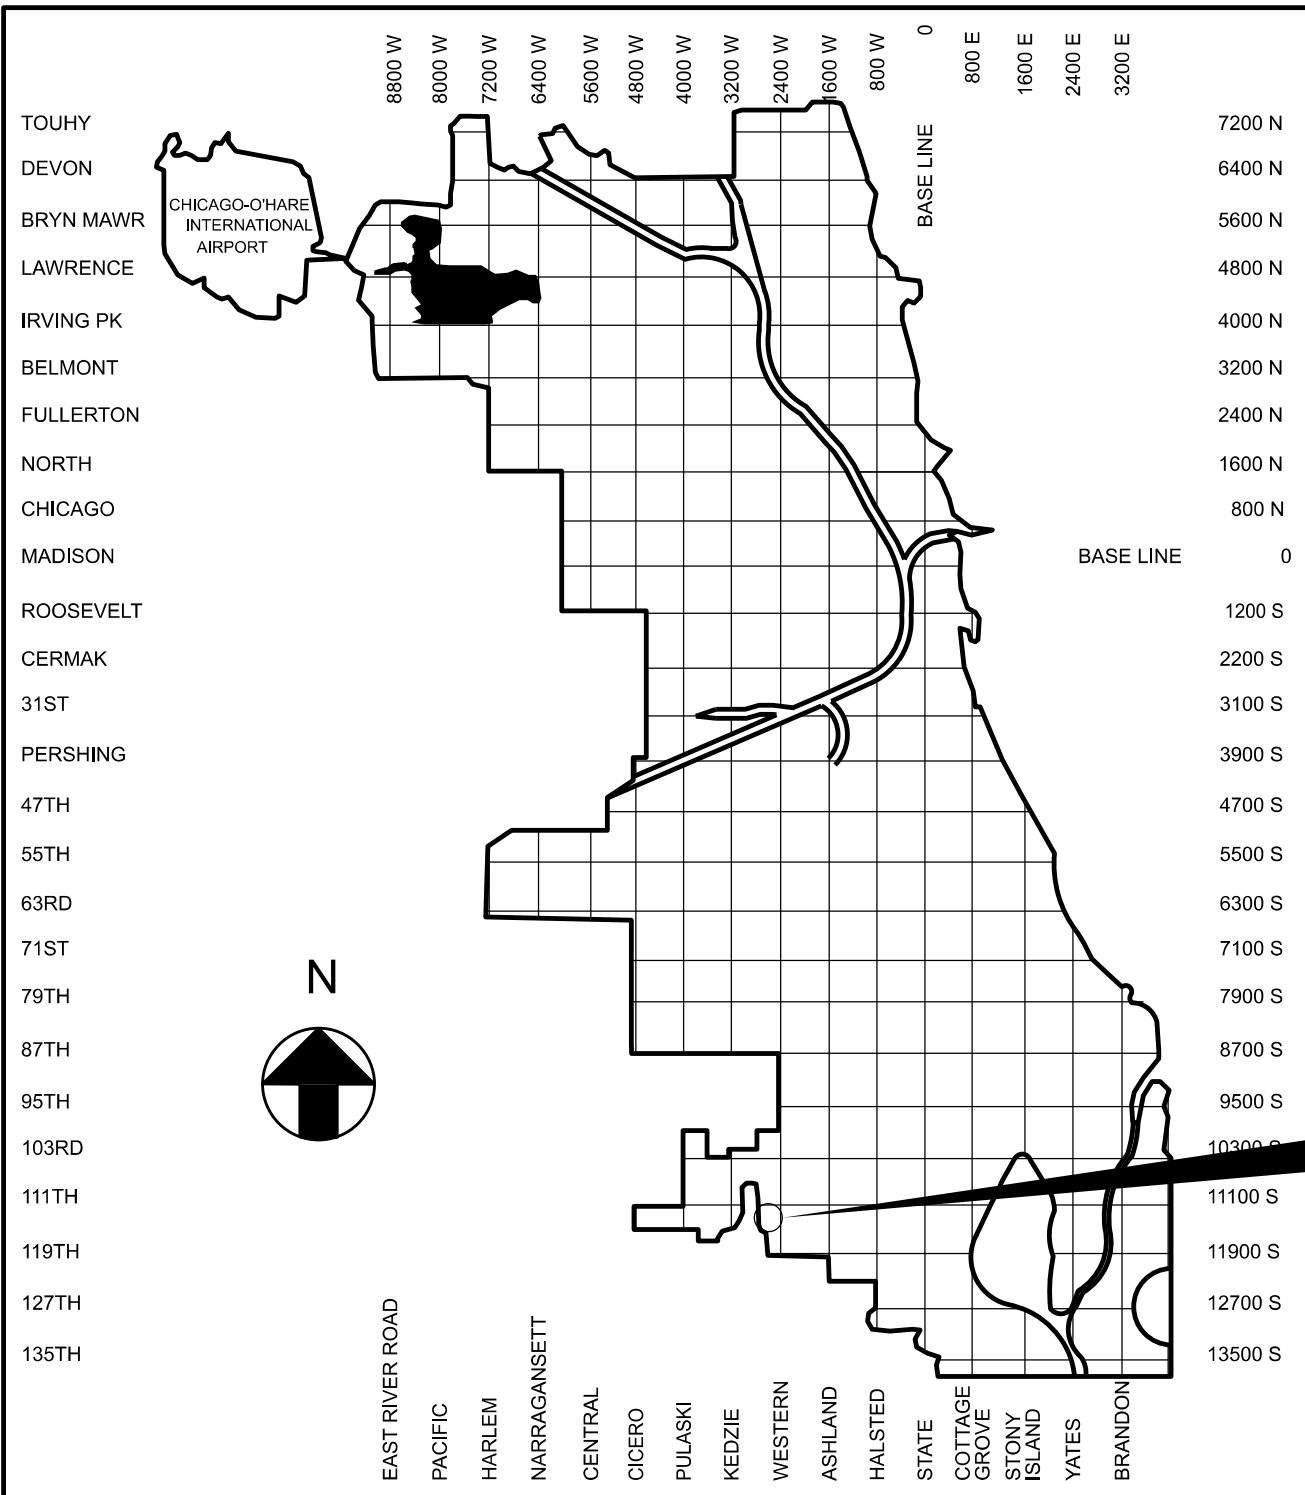 8800 W
8000 W
7200 W
6400 W
5600 W
4800 W
4000 W
3200 W
2400 W
1600 W
800 W
0
800 E
1600 E
2400 E
3200 E
BASE LINE
TOUHY
7200 N
DEVON
6400 N
BRYN MAWR
5600 N
LAWRENCE
4800 N
IRVING PK
4000 N
BELMONT
3200 N
FULLERTON
2400 N
NORTH
1600 N
CHICAGO
800 N
MADISON
BASE LINE
0
ROOSEVELT
1200 S
CERMAK
2200 S
31ST
3100 S
PERSHING
3900 S
47TH
4700 S
55TH
5500 S
63RD
6300 S
71ST
7100 S
79TH
7900 S
87TH
8700 S
95TH
9500 S
103RD
10300 S
111TH
11100 S
119TH
11900 S
127TH
12700 S
135TH
13500 S
CHICAGO-O'HARE
INTERNATIONAL
AIRPORT
N
EAST RIVER ROAD
PACIFIC
HARLEM
NARRAGANSETT
CENTRAL
CICERO
PULASKI
KEDZIE
WESTERN
ASHLAND
HALSTED
STATE
COTTAGE
GROVE
STONY
ISLAND
YATES
BRANDON